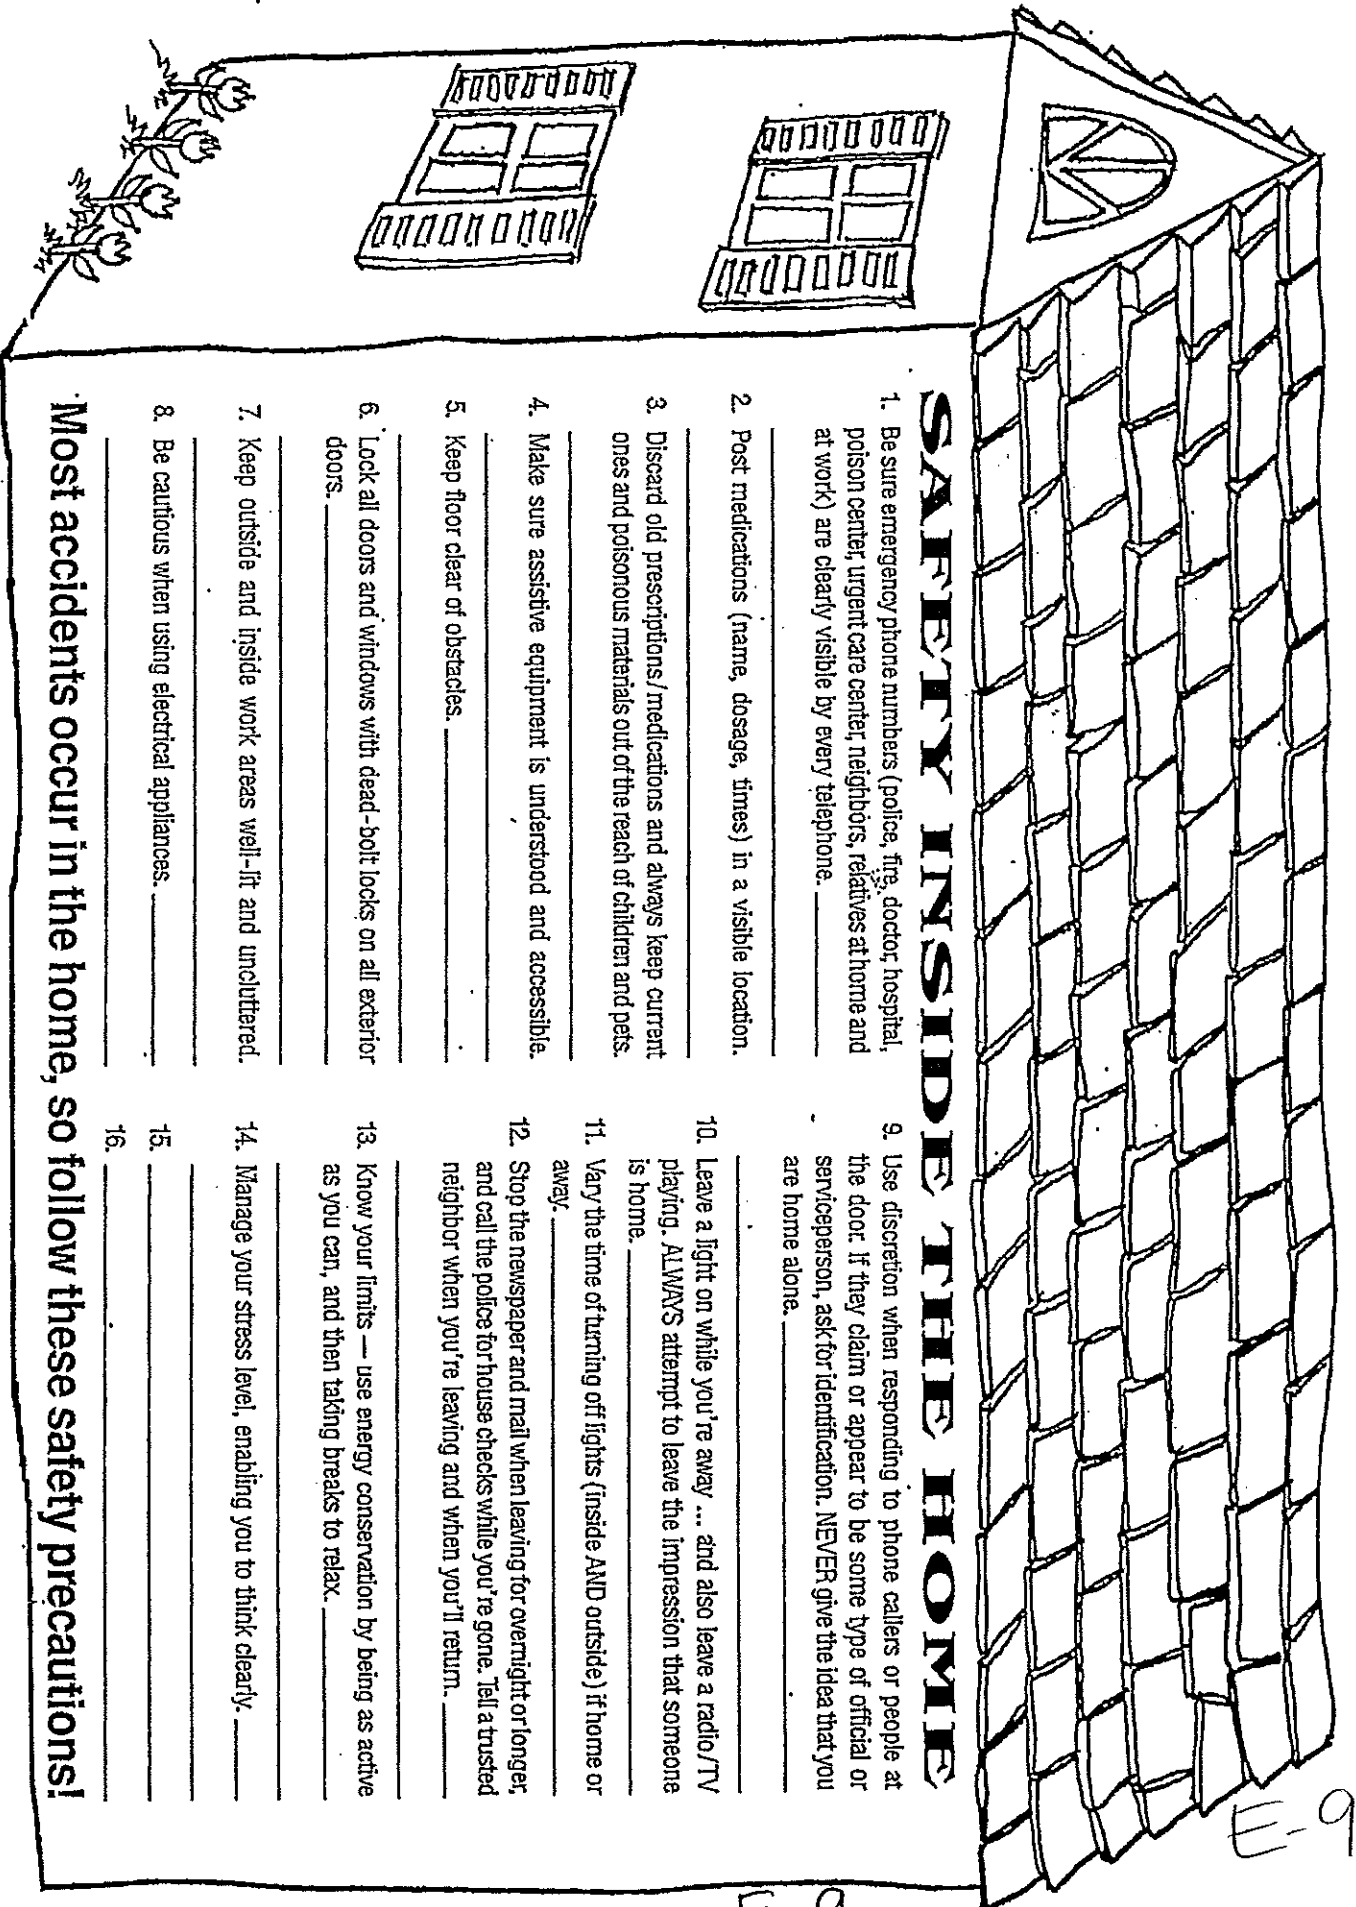 E-9
SAFETY INSIDE THE HOME
1. Be sure emergency phone numbers (police, fire, doctor, hospital,
poison center, urgent care center, neighbors, relatives at home and
at work) are clearly visible by every telephone.
2. Post medications (name, dosage, times) in a visible location.
3. Discard old prescriptions/medications and always keep current
ones and poisonous materials out of the reach of children and pets.
4. Make sure assistive equipment is understood and accessible.
5. Keep floor clear of obstacles.
6. Lock all doors and windows with dead-bolt locks on all exterior
doors.
7. Keep outside and inside work areas well-lit and uncluttered.
8. Be cautious when using electrical appliances.
9. Use discretion when responding to phone callers or people at
the door. If they claim or appear to be some type of official or
serviceperson, ask for identification. NEVER give the idea that you
are home alone.
10. Leave a light on while you're away ... and also leave a radio/TV
playing. ALWAYS attempt to leave the impression that someone
is home.
11. Vary the time of turning off lights (inside AND outside) if home or
away.
12. Stop the newspaper and mail when leaving for overnight or longer,
and call the police for house checks while you're gone. Tell a trusted
neighbor when you're leaving and when you'll return.
13. Know your limits — use energy conservation by being as active
as you can, and then taking breaks to relax.
14. Manage your stress level, enabling you to think clearly.
15.
16.
Most accidents occur in the home, so follow these safety precautions!